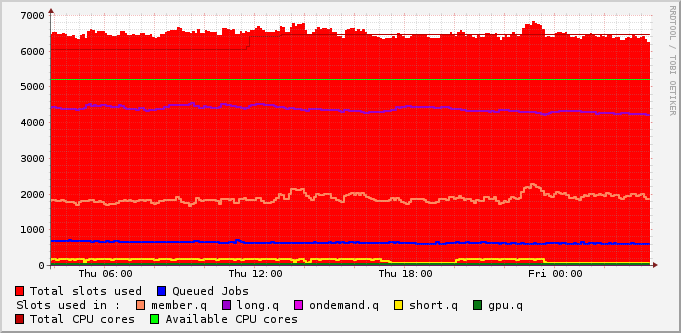 7000
6000
5000
4000
3000
2000
1000
0
Thu 06:00 Thu 12:00 Thu 18:00 Fri 00:00
Total slots used Queued Jobs
Slots used in : member.q long.q ondemand.q short.q gpu.q
Total CPU cores Available CPU cores
RRDTOOL / TOBI OETIKER